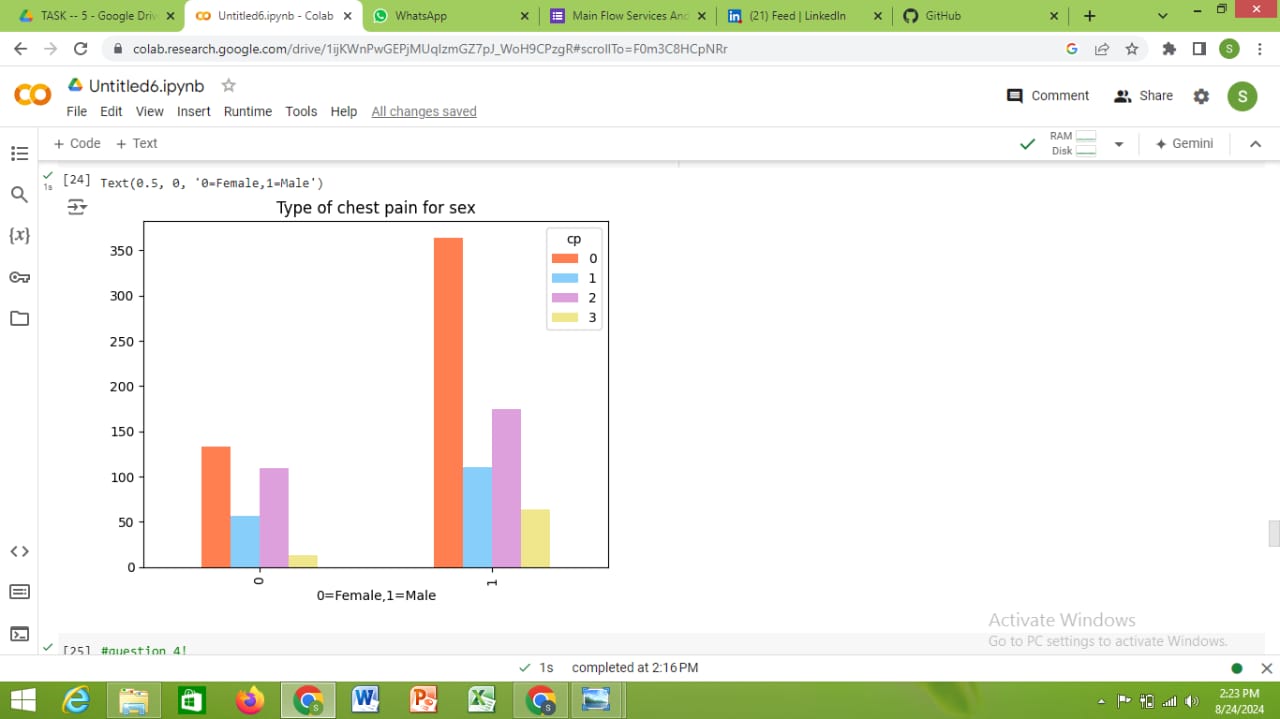 TASK -- 5 - Google Driv
Untitled6.ipynb - Colab
WhatsApp
Main Flow Services And
(21) Feed | LinkedIn
GitHub
colab.research.google.com/drive/1ijKWnPwGEPjMUqIzmGZ7pJ_WoH9CPzgR#scrollTo=F0m3C8HCpNRr
S
CO
Untitled6.ipynb
Comment
Share
S
File Edit View Insert Runtime Tools Help All changes saved
+ Code + Text
RAM
Disk
Gemini
1s
[24] Text(0.5, 0, '0=Female,1=Male')
Type of chest pain for sex
cp
0
1
2
3
350
300
250
200
150
100
50
0
0
1
0=Female,1=Male
{x}
Activate Windows
Go to PC settings to activate Windows.
[25] #question 4!
1s completed at 2:16 PM
2:23 PM
8/24/2024